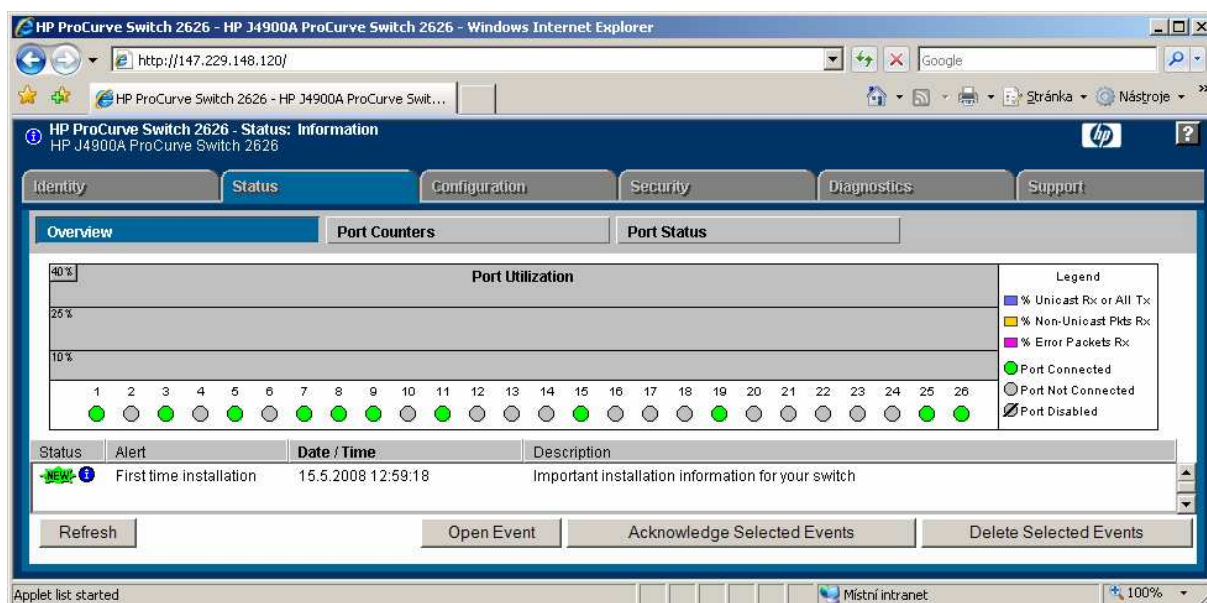 HP ProCurve Switch 2626 - HP J4900A ProCurve Switch 2626 - Windows Internet Explorer
http://147.229.148.120/
Google
HP ProCurve Switch 2626 - HP J4900A ProCurve Swit...
Stránka
Nástroje
HP ProCurve Switch 2626 - Status: Information
HP J4900A ProCurve Switch 2626
hp
?
Identity Status Configuration Security Diagnostics Support
Overview Port Counters Port Status
40% Port Utilization
25%
10%
1 2 3 4 5 6 7 8 9 10 11 12 13 14 15 16 17 18 19 20 21 22 23 24 25 26
Legend
% Unicast Rx or All Tx
% Non-Unicast Pkts Rx
% Error Packets Rx
Port Connected
Port Not Connected
Port Disabled
Status Alert Date / Time Description
NEW First time installation 15.5.2008 12:59:18 Important installation information for your switch
Refresh Open Event Acknowledge Selected Events Delete Selected Events
Applet list started Místní intranet 100%